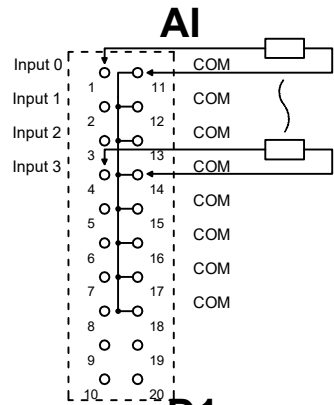 AI
Input 0 COM
1 11
Input 1 COM
2 12
Input 2 COM
3 13
Input 3 COM
4 14
COM
5 15
COM
6 16
COM
7 17
COM
8 18
9 19
10 20